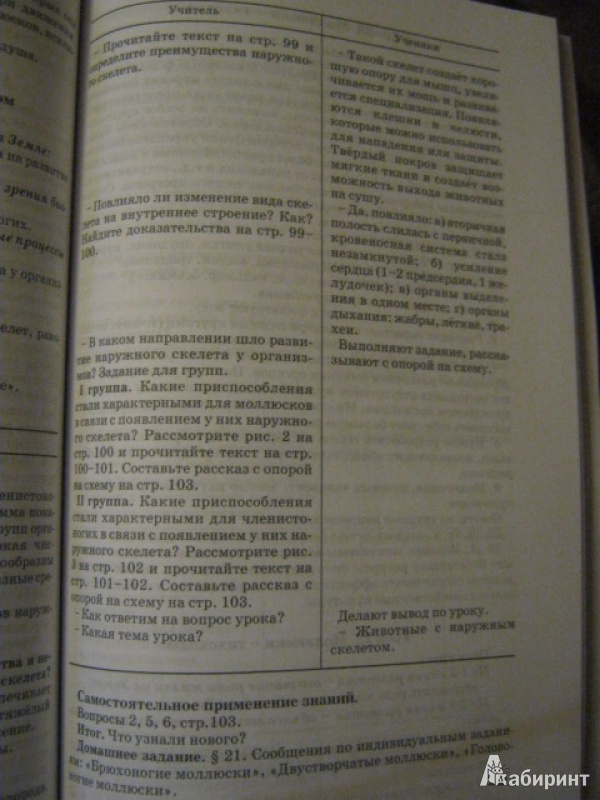 Учитель
– Прочитайте текст на стр. 99 и
определите преимущества наружно-
го скелета.
– Повлияло ли изменение вида ске-
лета на внутреннее строение? Как?
Найдите доказательства на стр. 99–
100.
– В каком направлении шло разви-
тие наружного скелета у организ-
мов? Задание для групп.
I группа. Какие приспособления
стали характерными для моллюсков
в связи с появлением у них наружно-
го скелета? Рассмотрите рис. 2 на
стр. 100 и прочитайте текст на стр.
100–101. Составьте рассказ с опорой
на схему на стр. 103.
II группа. Какие приспособления
стали характерными для членисто-
ногих в связи с появлением у них на-
ружного скелета? Рассмотрите рис.
3 на стр. 102 и прочитайте текст на
стр. 101–102. Составьте рассказ с
опорой на схему на стр. 103.
– Как ответим на вопрос урока?
– Какая тема урока?
Ученики
– Такой скелет создаёт хоро-
шую опору для мышц, увели-
чивается их мощь и развива-
ется специализация. Появля-
ются клешни и челюсти,
которые можно использовать
для нападения или защиты.
Твёрдый покров защищает
мягкие ткани и создаёт воз-
можность выхода животных
на сушу.
– Да, повлияло: а) вторичная
полость слилась с первичной,
кровеносная система стала
незамкнутой; б) усиление
сердца (1–2 предсердия, 1 же-
лудочек); в) органы выделе-
ния в одном месте; г) органы
дыхания: жабры, лёгкие, тра-
хеи.
Выполняют задание, расска-
зывают с опорой на схему.
Делают вывод по уроку.
– Животные с наружным
скелетом.
Самостоятельное применение знаний.
Вопросы 2, 5, 6, стр.103.
Итог. Что узнали нового?
Домашнее задание. § 21. Сообщения по индивидуальным задани-
ям: «Брюхоногие моллюски», «Двустворчатые моллюски», «Голово-
ногие моллюски».
Лабиринт